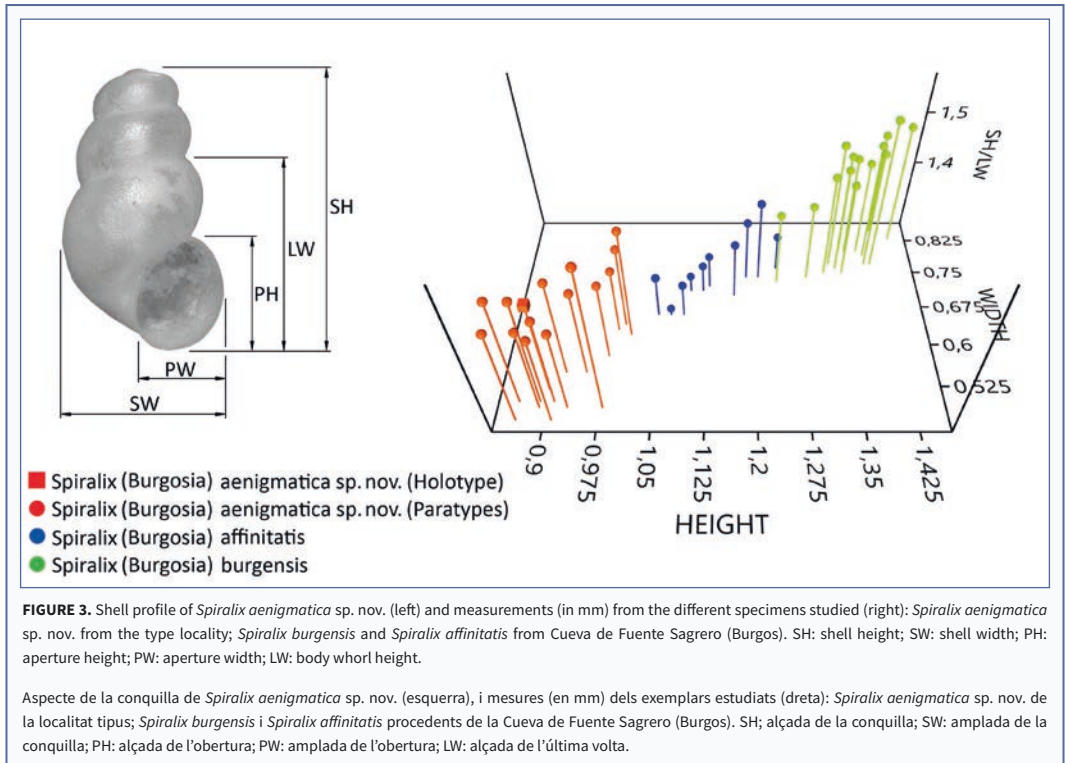 SH
LW
PH
PW
SW
1,5
1,4
SH/LW
0,825
0,75
0,675
0,6
0,525
WIDTH
0,9
0,975
1,05
1,125
1,2
1,275
1,35
1,425
HEIGHT
Spiralix (Burgosia) aenigmatica sp. nov. (Holotype)
Spiralix (Burgosia) aenigmatica sp. nov. (Paratypes)
Spiralix (Burgosia) affinitatis
Spiralix (Burgosia) burgensis
FIGURE 3. Shell profile of Spiralix aenigmatica sp. nov. (left) and measurements (in mm) from the different specimens studied (right): Spiralix aenigmatica
sp. nov. from the type locality; Spiralix burgensis and Spiralix affinitatis from Cueva de Fuente Sagrero (Burgos). SH: shell height; SW: shell width; PH:
aperture height; PW: aperture width; LW: body whorl height.
Aspecte de la conquilla de Spiralix aenigmatica sp. nov. (esquerra), i mesures (en mm) dels exemplars estudiats (dreta): Spiralix aenigmatica sp. nov. de
la localitat tipus; Spiralix burgensis i Spiralix affinitatis procedents de la Cueva de Fuente Sagrero (Burgos). SH; alçada de la conquilla; SW: amplada de la
conquilla; PH: alçada de l'obertura; PW: amplada de l'obertura; LW: alçada de l'última volta.